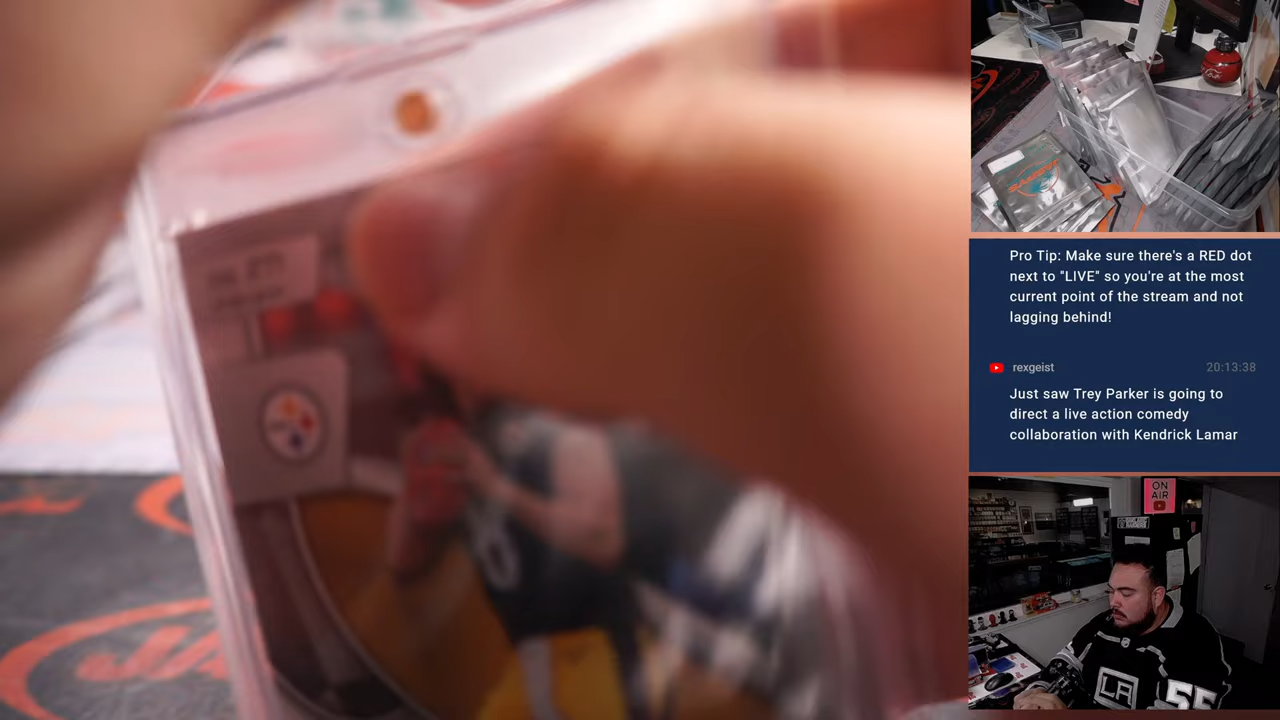 Pro Tip: Make sure there's a RED dot
next to "LIVE" so you're at the most
current point of the stream and not
lagging behind!
rexgeist
20:13:38
Just saw Trey Parker is going to
direct a live action comedy
collaboration with Kendrick Lamar
ON
AIR
LA
55